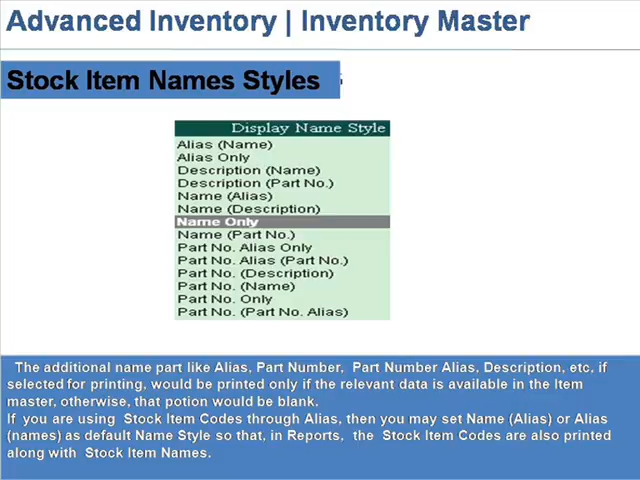 Advanced Inventory | Inventory Master
Stock Item Names Styles
Display Name Style
Alias (Name)
Alias Only
Description (Name)
Description (Part No.)
Name (Alias)
Name (Description)
Name Only
Name (Part No.)
Part No. Alias Only
Part No. Alias (Part No.)
Part No. (Description)
Part No. (Name)
Part No. Only
Part No. (Part No. Alias)
The additional name part like Alias, Part Number, Part Number Alias, Description, etc, if
selected for printing, would be printed only if the relevant data is available in the Item
master, otherwise, that potion would be blank.
If you are using Stock Item Codes through Alias, then you may set Name (Alias) or Alias
(names) as default Name Style so that, in Reports, the Stock Item Codes are also printed
along with Stock Item Names.